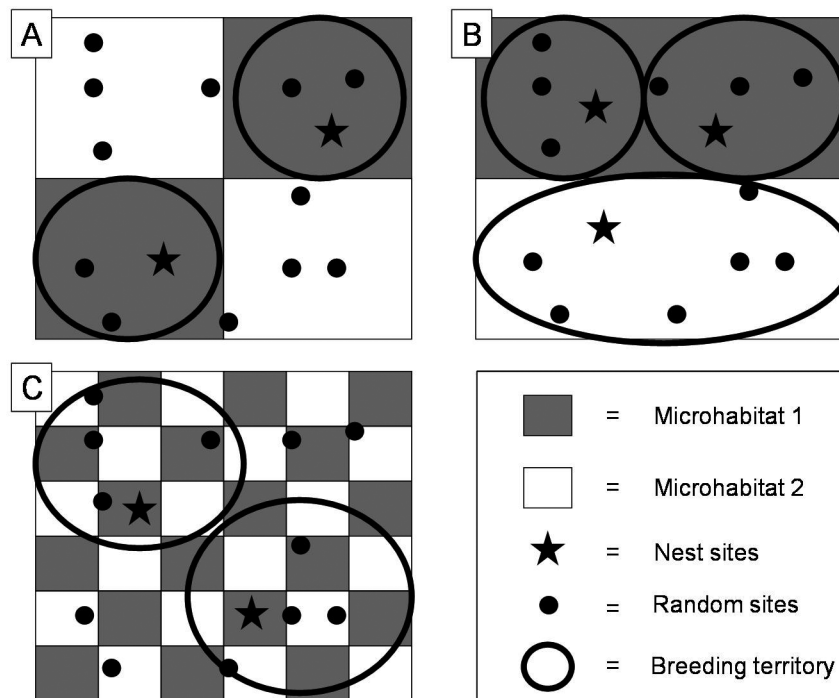 A
B
C
= Microhabitat 1
= Microhabitat 2
= Nest sites
= Random sites
= Breeding territory